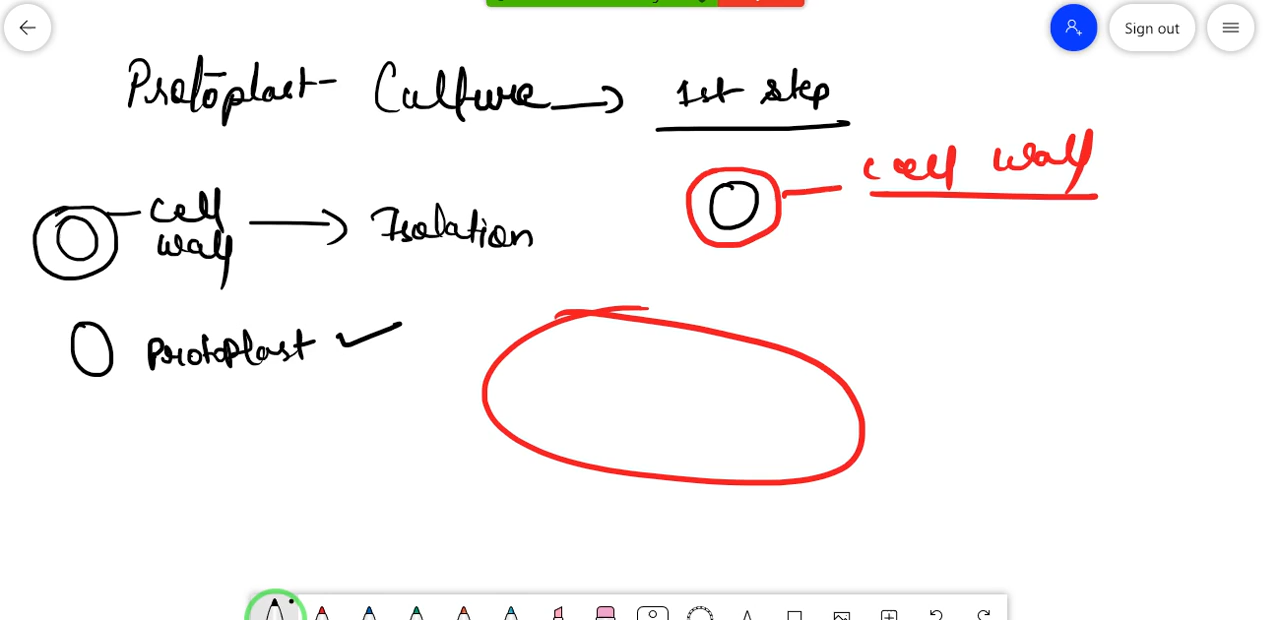 Sign out
Protoplast- Culture → 1st step
cell wall
cell wall → Isolation
Protoplast ✓